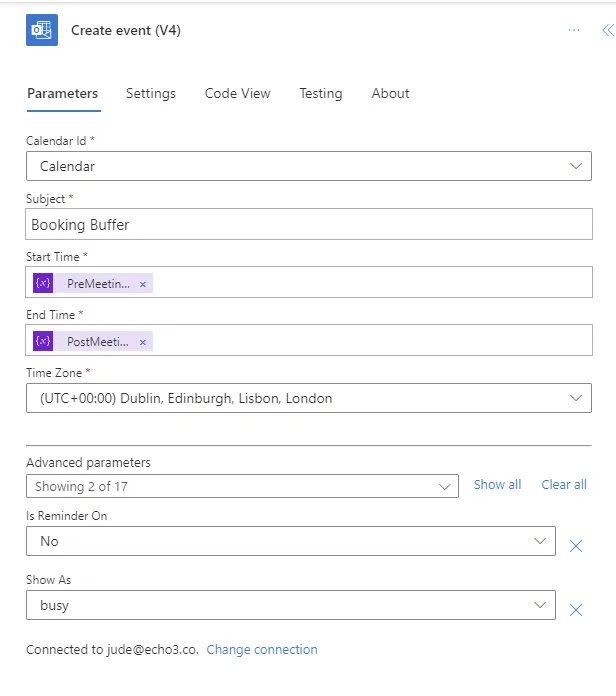 Create event (V4)
Parameters Settings Code View Testing About
Calendar Id *
Calendar
Subject *
Booking Buffer
Start Time *
{x} PreMeetin... ×
End Time *
{x} PostMeeti... ×
Time Zone *
(UTC+00:00) Dublin, Edinburgh, Lisbon, London
Advanced parameters
Showing 2 of 17 Show all Clear all
Is Reminder On
No
Show As
busy
Connected to jude@echo3.co. Change connection